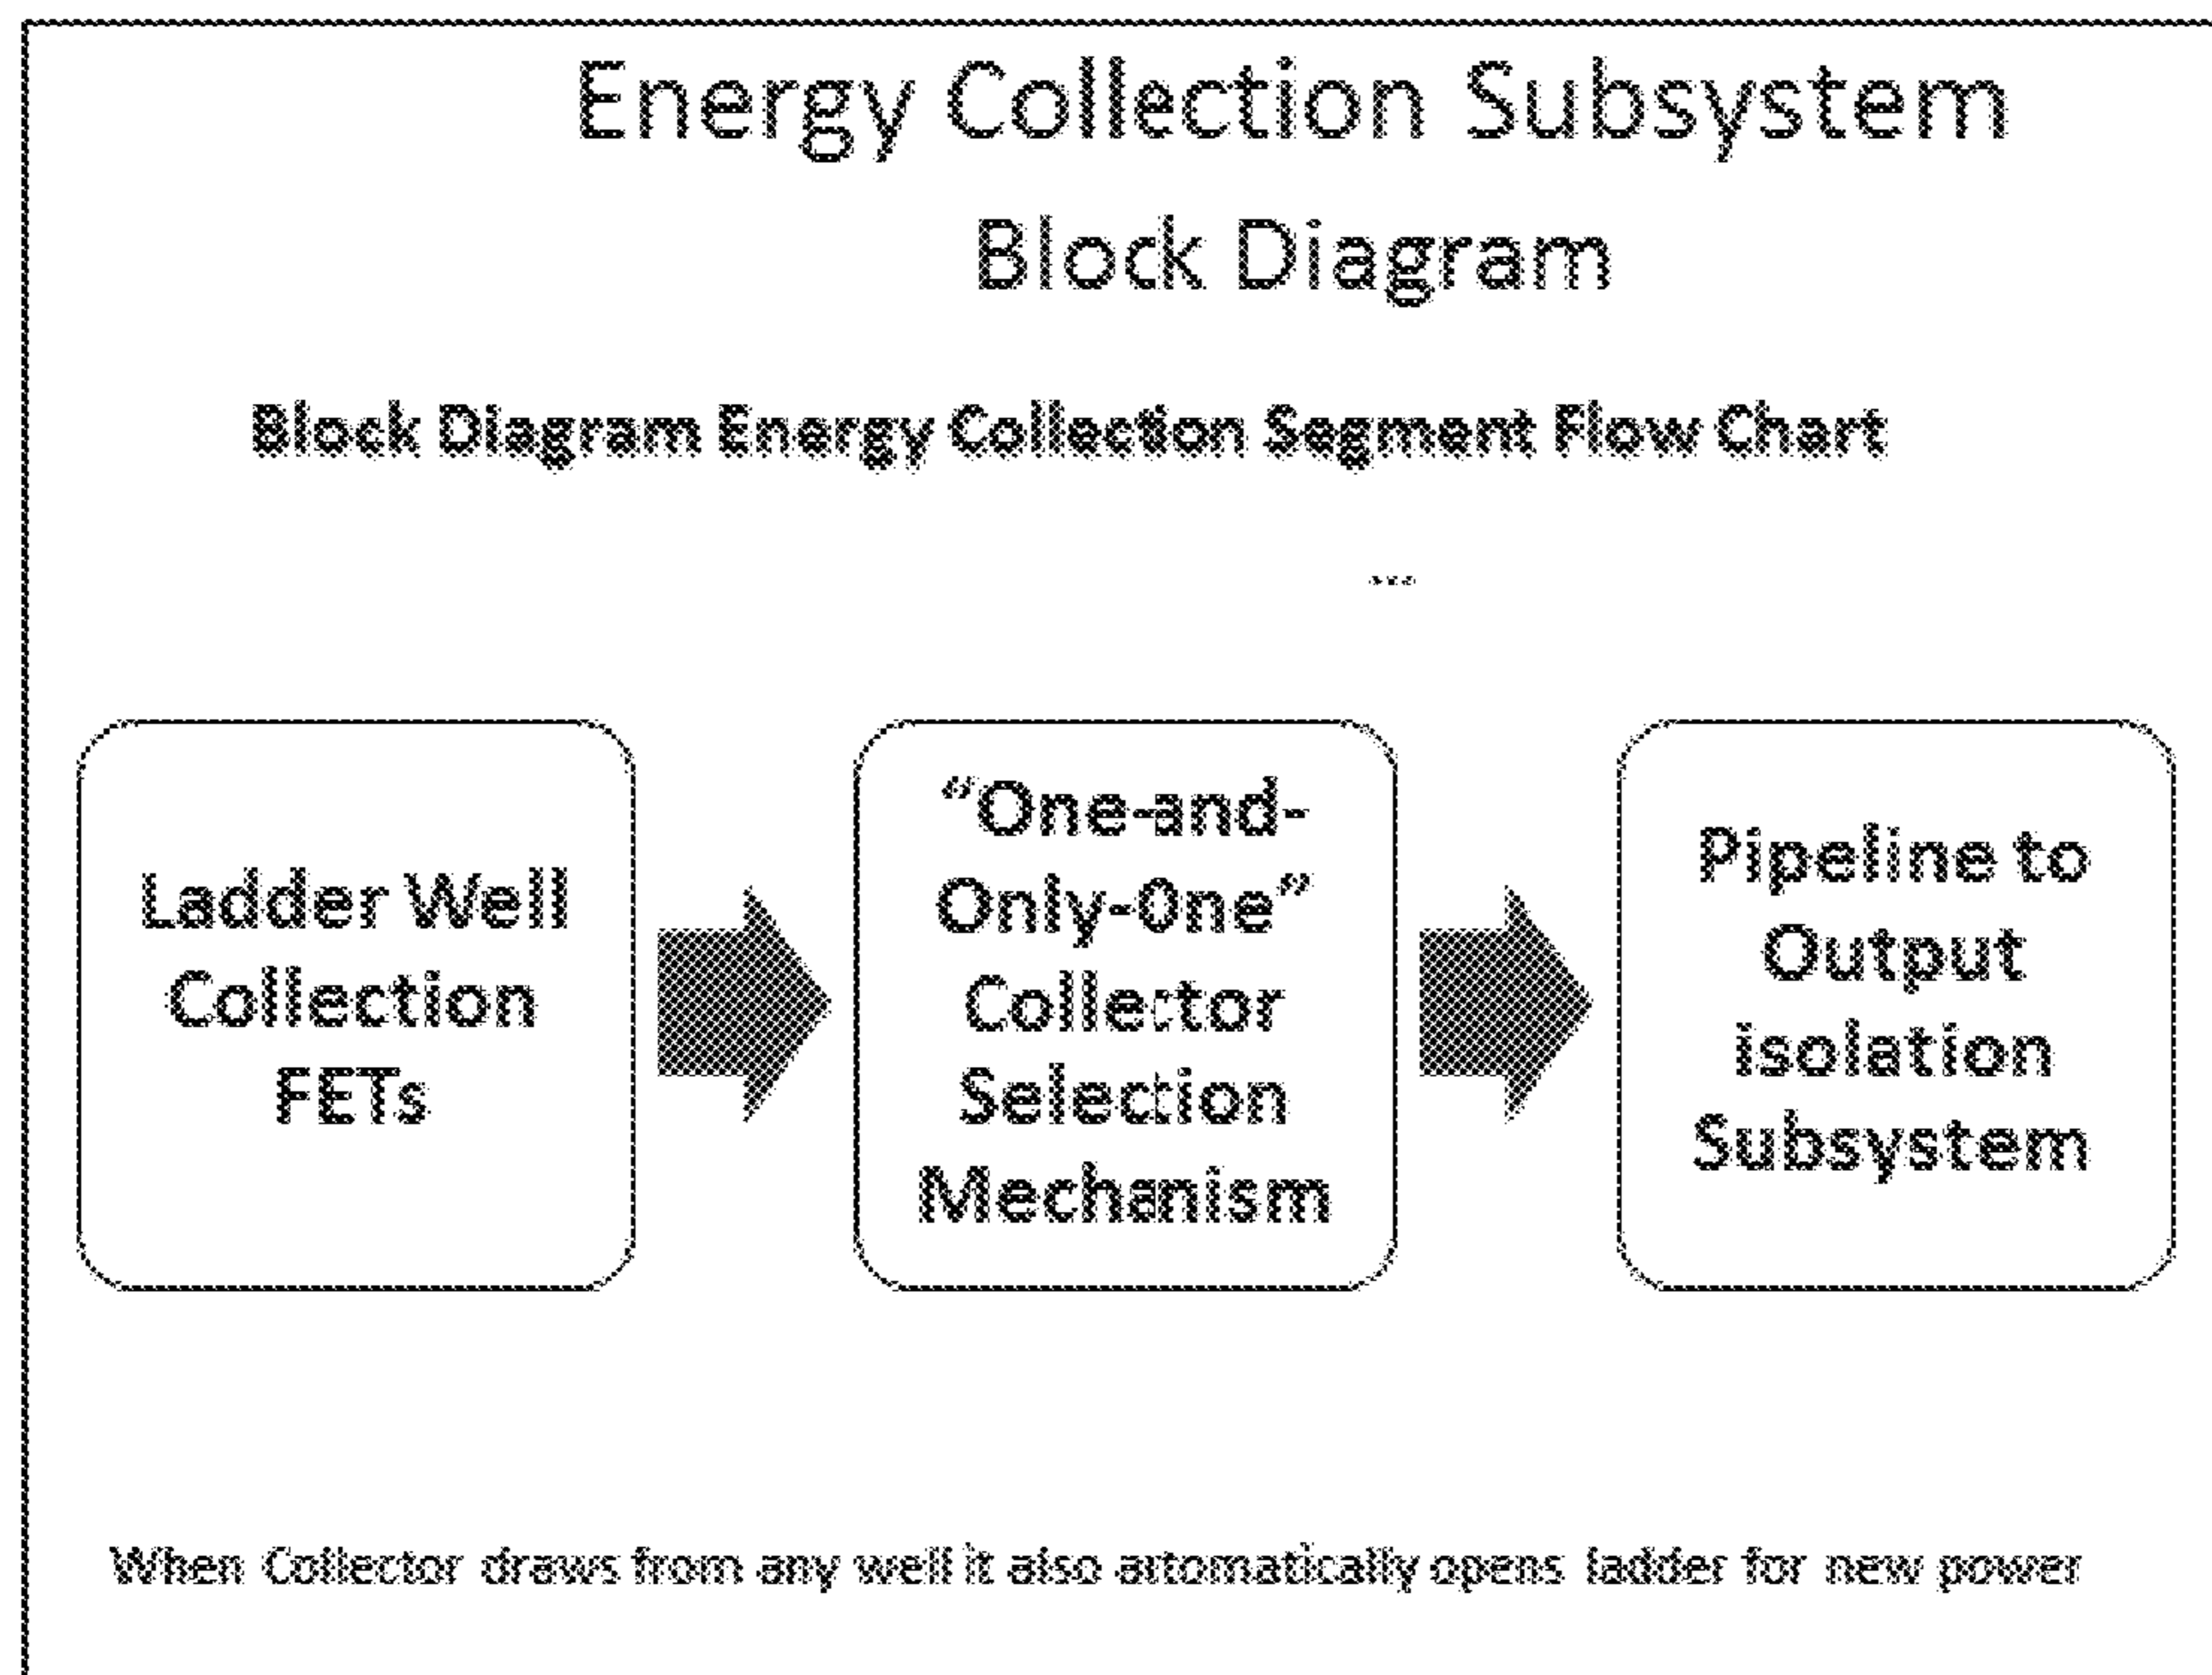 Energy Collection Subsystem
Block Diagram
Block Diagram Energy Collection Segment Flow Chart
...
Ladder Well
Collection
FETs
“One-and-
Only-One”
Collector
Selection
Mechanism
Pipeline to
Output
isolation
Subsystem
When Collector draws from any well it also artomatically opens ladder for new power